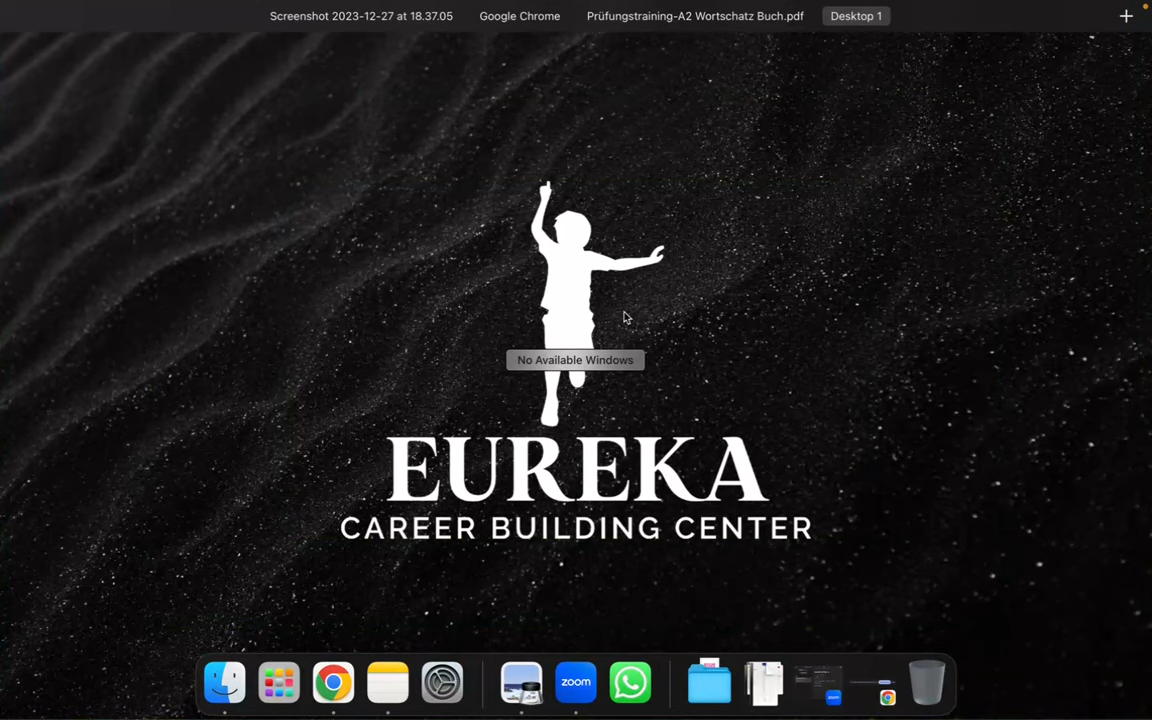 Screenshot 2023-12-27 at 18.37.05 Google Chrome Prüfungstraining-A2 Wortschatz Buch.pdf Desktop 1
No Available Windows
EUREKA
CAREER BUILDING CENTER
zoom